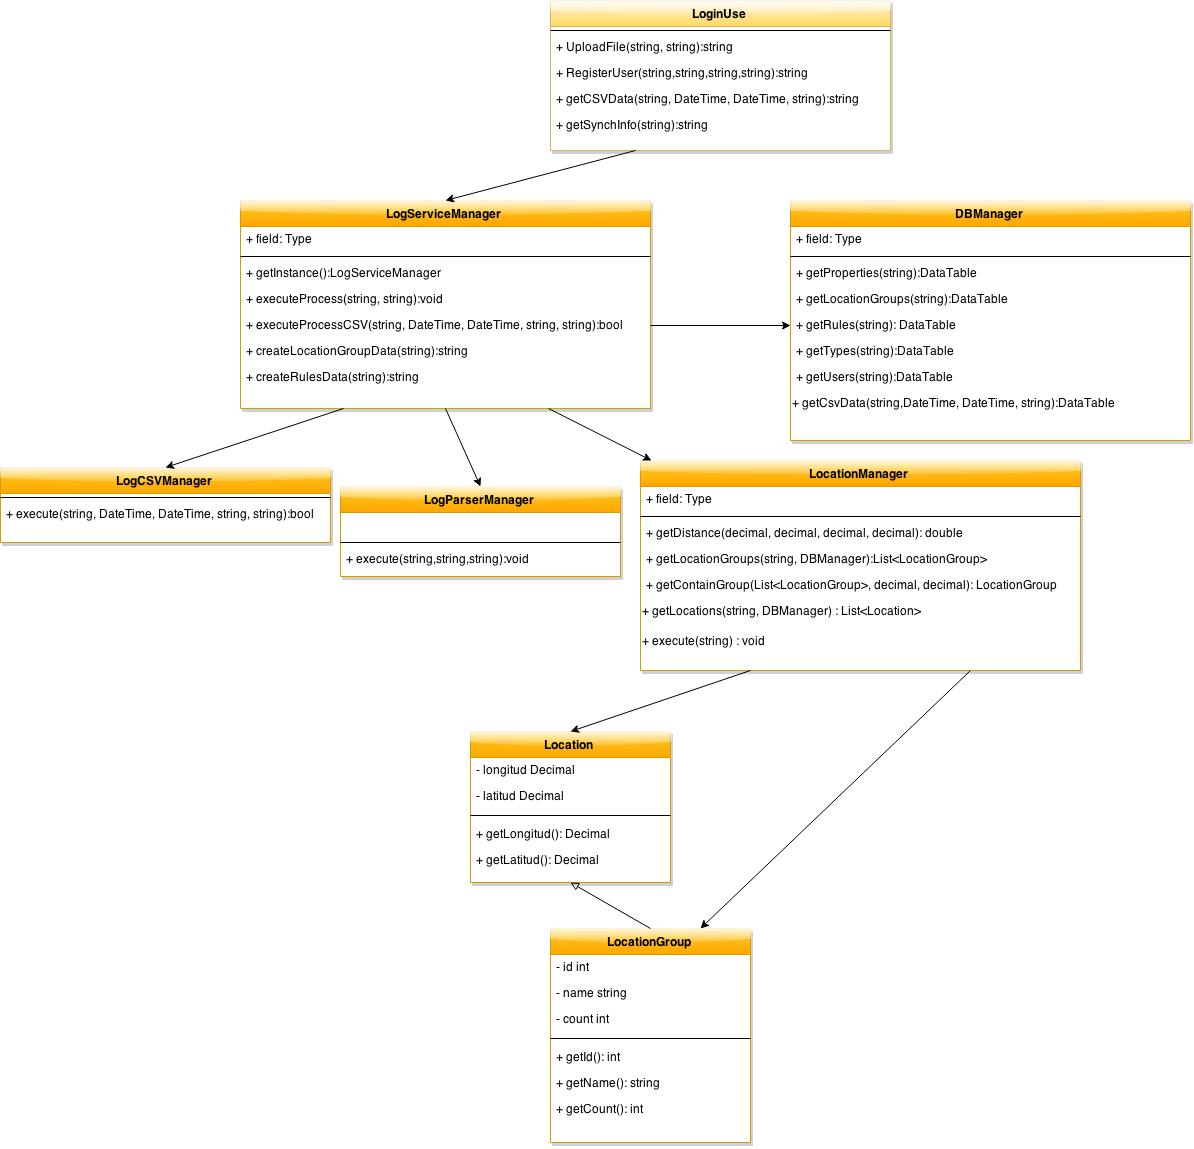 LoginUse
+ UploadFile(string, string):string
+ RegisterUser(string,string,string,string):string
+ getCSVData(string, DateTime, DateTime, string):string
+ getSynchInfo(string):string
LogServiceManager
+ field: Type
+ getInstance():LogServiceManager
+ executeProcess(string, string):void
+ executeProcessCSV(string, DateTime, DateTime, string, string):bool
+ createLocationGroupData(string):string
+ createRulesData(string):string
DBManager
+ field: Type
+ getProperties(string):DataTable
+ getLocationGroups(string):DataTable
+ getRules(string): DataTable
+ getTypes(string):DataTable
+ getUsers(string):DataTable
+ getCsvData(string,DateTime, DateTime, string):DataTable
LogCSVManager
+ execute(string, DateTime, DateTime, string, string):bool
LogParserManager
+ execute(string,string,string):void
LocationManager
+ field: Type
+ getDistance(decimal, decimal, decimal, decimal): double
+ getLocationGroups(string, DBManager):List<LocationGroup>
+ getContainGroup(List<LocationGroup>, decimal, decimal): LocationGroup
+ getLocations(string, DBManager) : List<Location>
+ execute(string) : void
Location
- longitud Decimal
- latitud Decimal
+ getLongitud(): Decimal
+ getLatitud(): Decimal
LocationGroup
- id int
- name string
- count int
+ getId(): int
+ getName(): string
+ getCount(): int